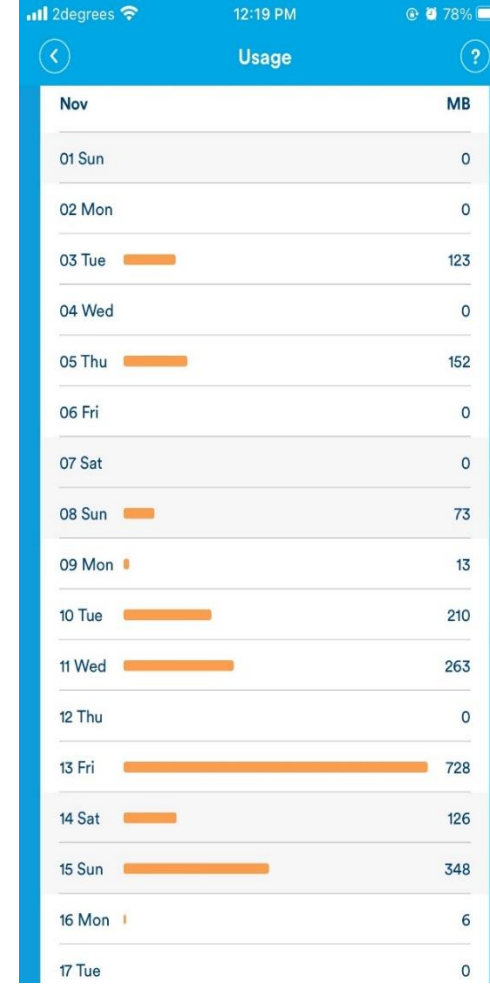 2degrees 12:19 PM 78%
Usage ?
Nov MB
01 Sun 0
02 Mon 0
03 Tue 123
04 Wed 0
05 Thu 152
06 Fri 0
07 Sat 0
08 Sun 73
09 Mon 13
10 Tue 210
11 Wed 263
12 Thu 0
13 Fri 728
14 Sat 126
15 Sun 348
16 Mon 6
17 Tue 0